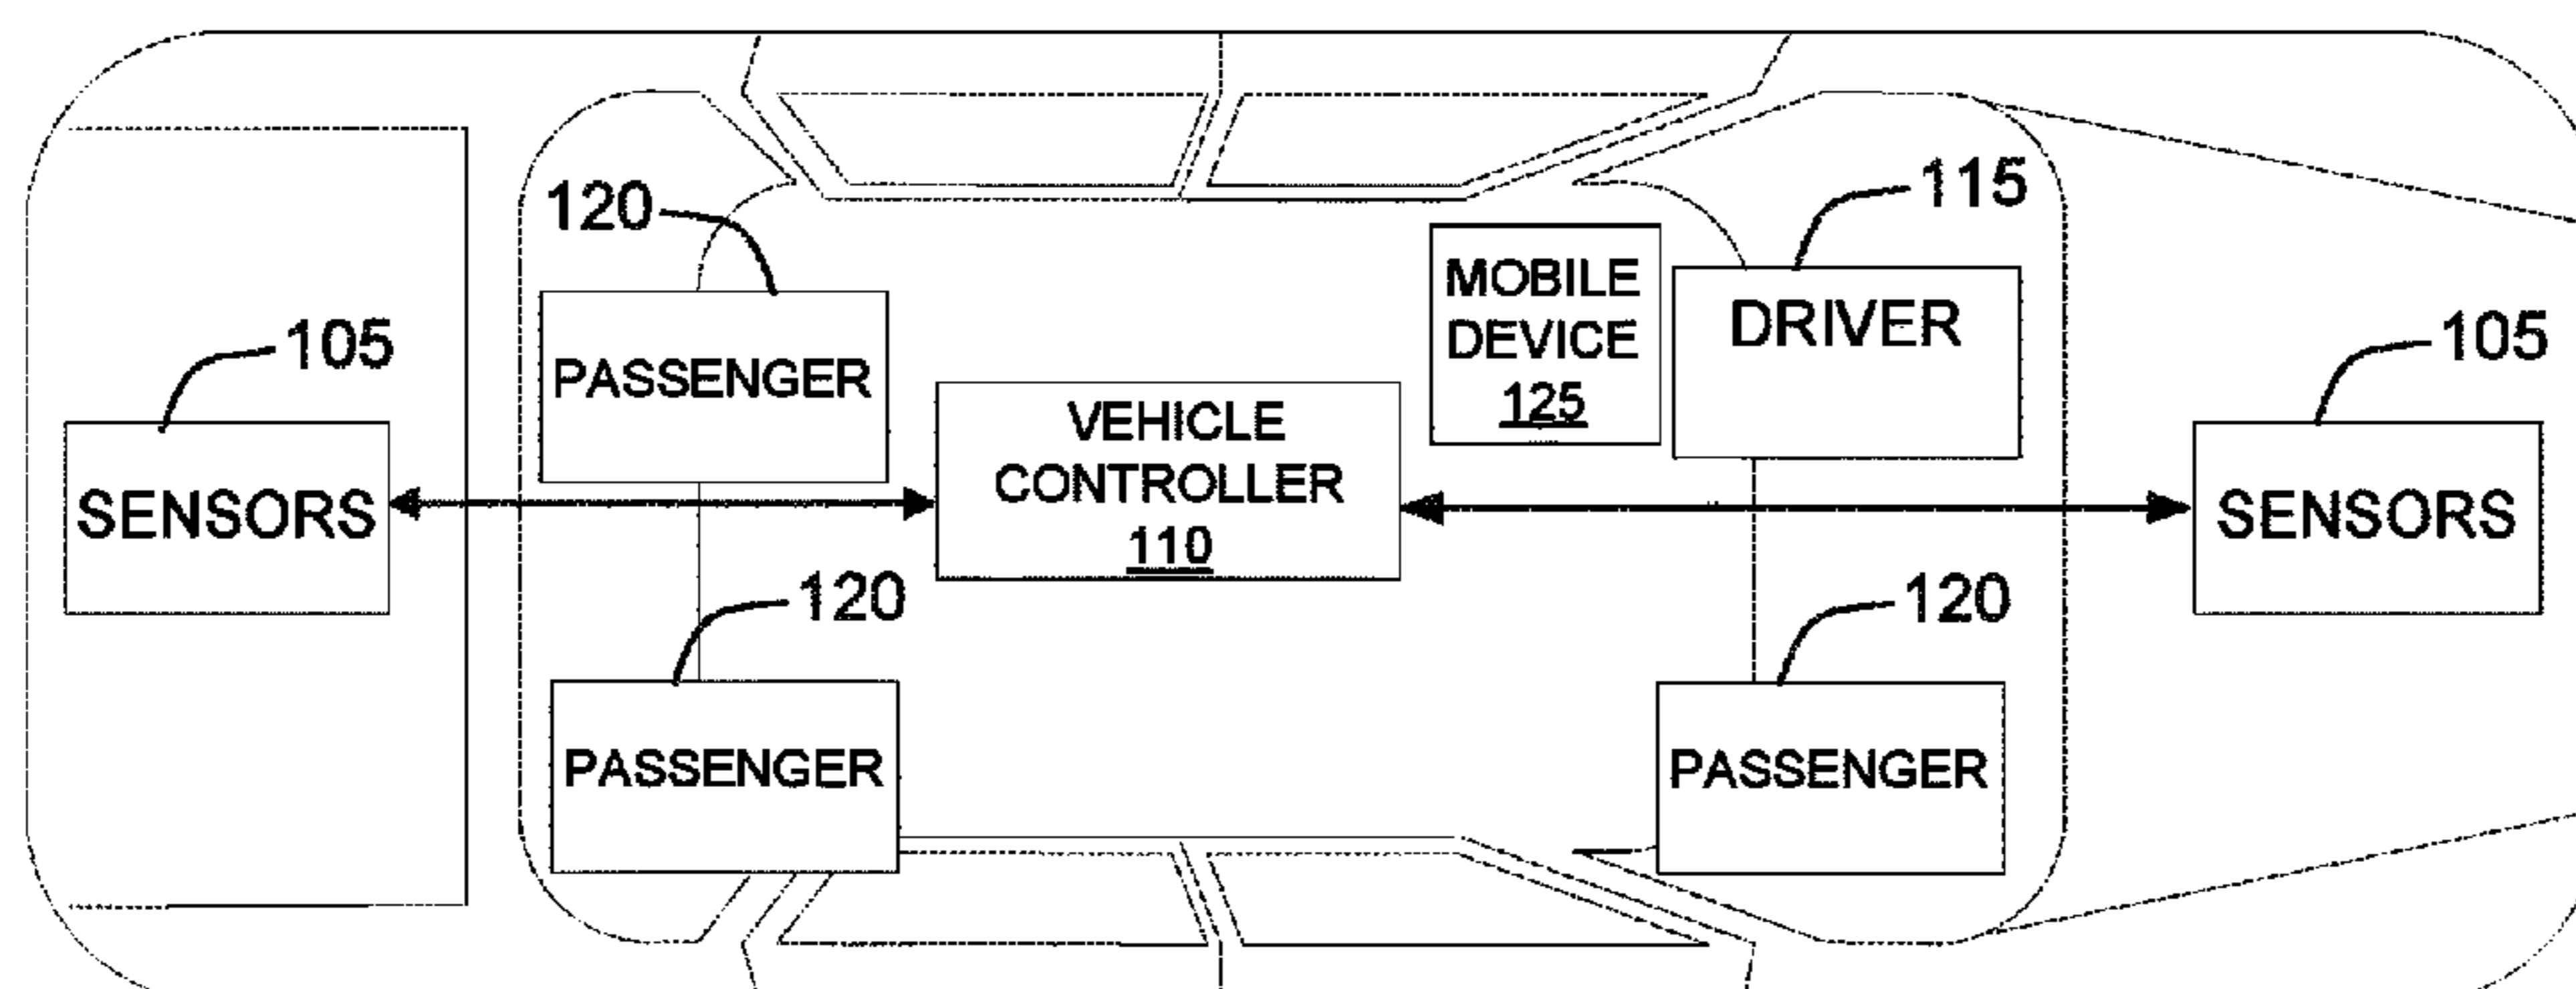 120
PASSENGER
105
SENSORS
120
PASSENGER
VEHICLE
CONTROLLER
110
MOBILE
DEVICE
125
115
DRIVER
120
PASSENGER
105
SENSORS